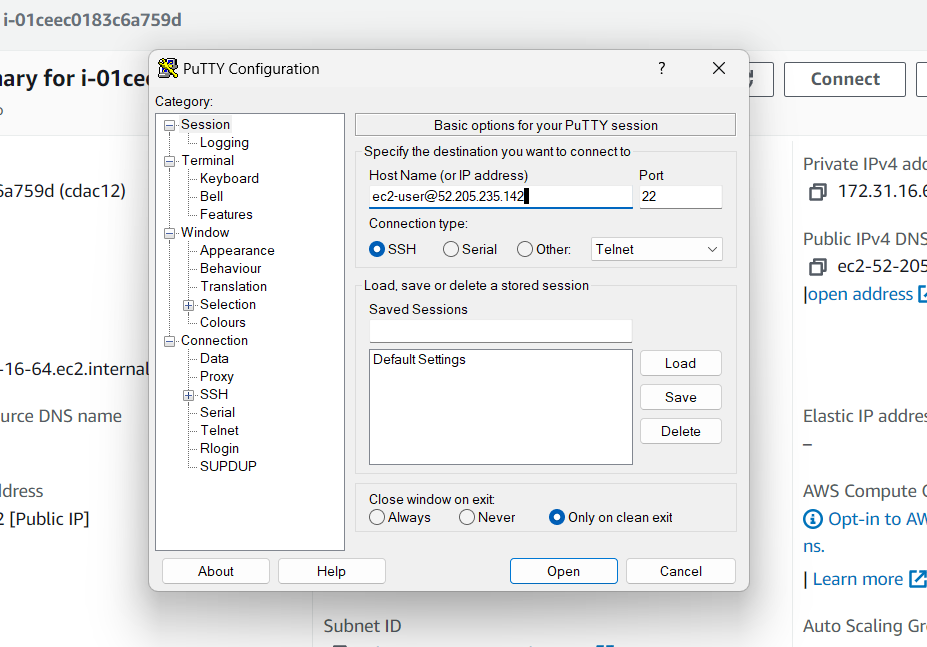 i-01ceec0183c6a759d
ary for i-01cee
Connect
6a759d (cdac12)
-16-64.ec2.internal
urce DNS name
dress
2 [Public IP]
PuTTY Configuration
?
Category:
Session
Logging
Terminal
Keyboard
Bell
Features
Window
Appearance
Behaviour
Translation
Selection
Colours
Connection
Data
Proxy
SSH
Serial
Telnet
Rlogin
SUPDUP
Basic options for your PuTTY session
Specify the destination you want to connect to
Host Name (or IP address) Port
ec2-user@52.205.235.142 22
Connection type:
SSH Serial Other: Telnet
Load, save or delete a stored session
Saved Sessions
Default Settings
Load
Save
Delete
Close window on exit:
Always Never Only on clean exit
About Help Open Cancel
Subnet ID
Private IPv4 add
172.31.16.6
Public IPv4 DNS
ec2-52-205
|open address
Elastic IP addres
–
AWS Compute O
Opt-in to AW
ns.
| Learn more
Auto Scaling Gr